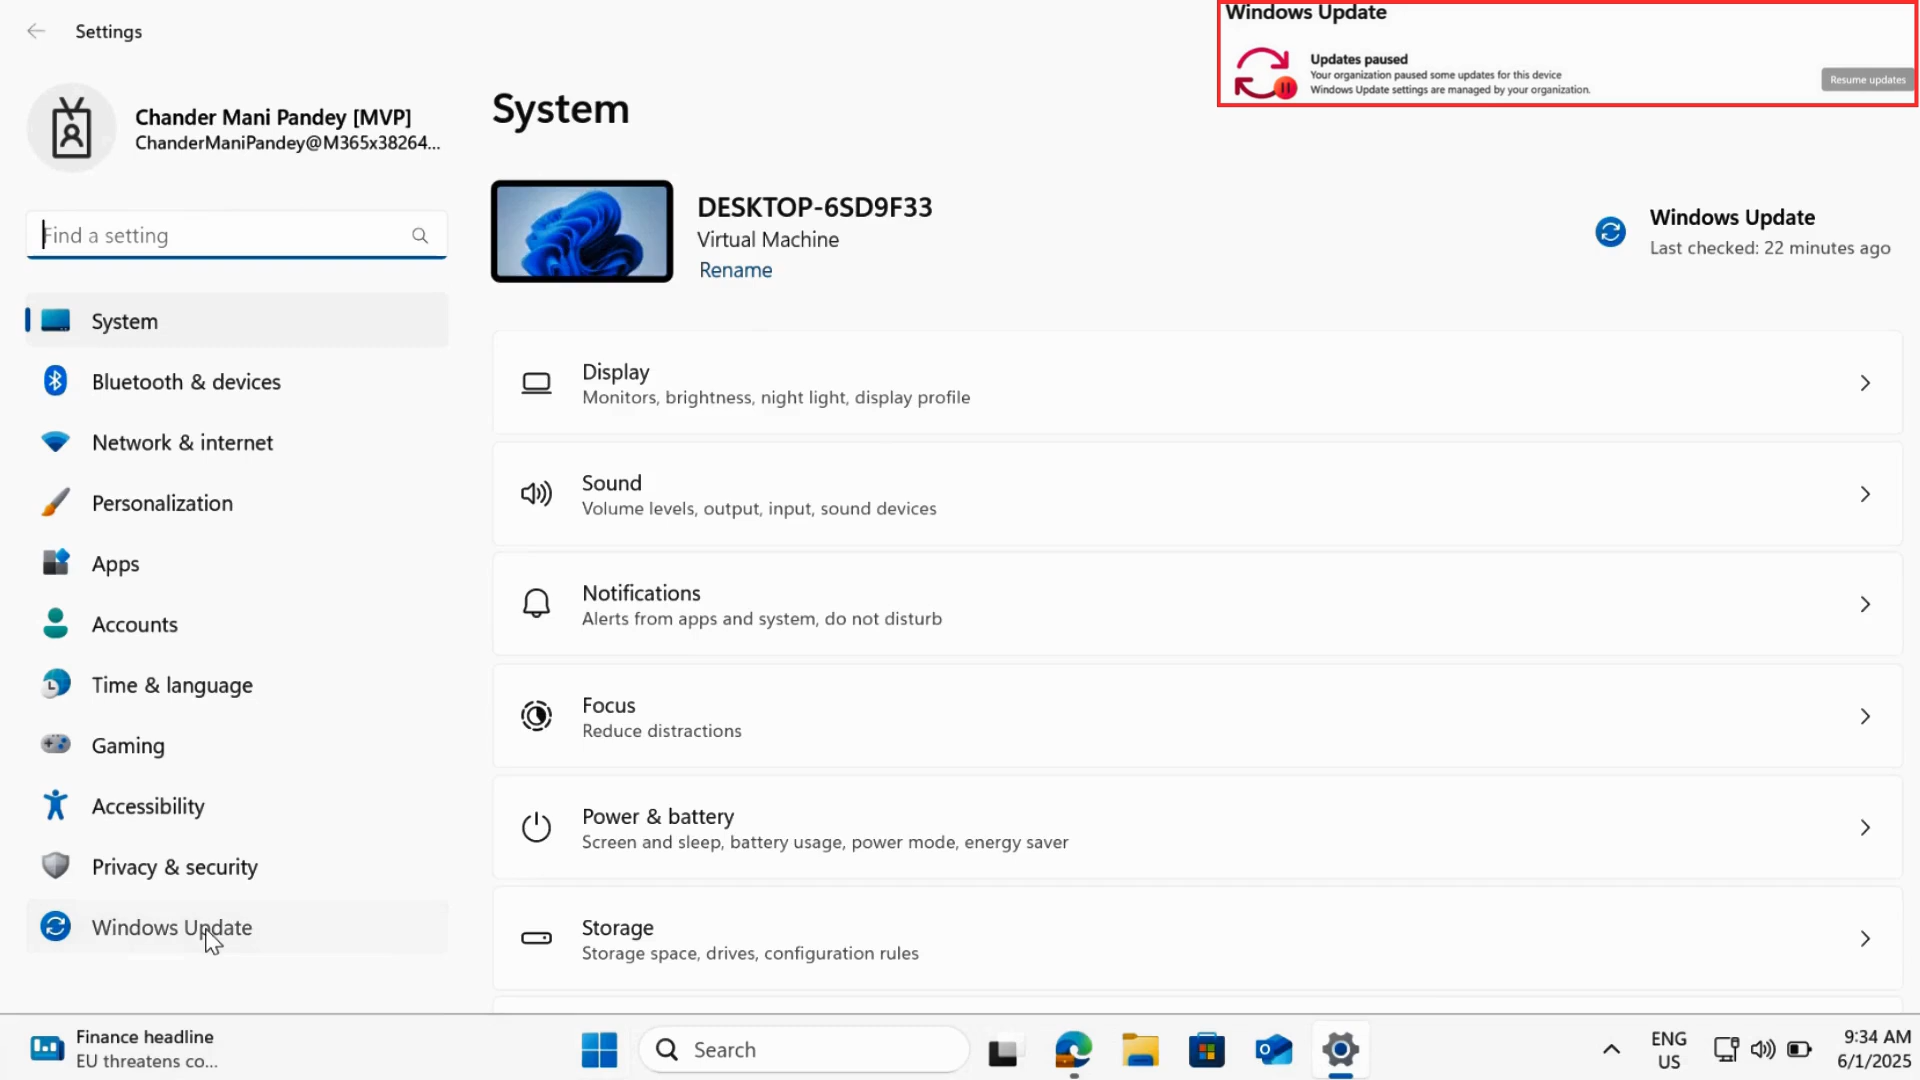 Settings
Chander Mani Pandey [MVP]
ChanderManiPandey@M365x38264...
Find a setting
System
Bluetooth & devices
Network & internet
Personalization
Apps
Accounts
Time & language
Gaming
Accessibility
Privacy & security
Windows Update
Windows Update
Updates paused
Your organization paused some updates for this device
Windows Update settings are managed by your organization.
Resume updates
System
DESKTOP-6SD9F33
Virtual Machine
Rename
Windows Update
Last checked: 22 minutes ago
Display
Monitors, brightness, night light, display profile
Sound
Volume levels, output, input, sound devices
Notifications
Alerts from apps and system, do not disturb
Focus
Reduce distractions
Power & battery
Screen and sleep, battery usage, power mode, energy saver
Storage
Storage space, drives, configuration rules
Finance headline
EU threatens co...
Search
ENG
US
9:34 AM
6/1/2025